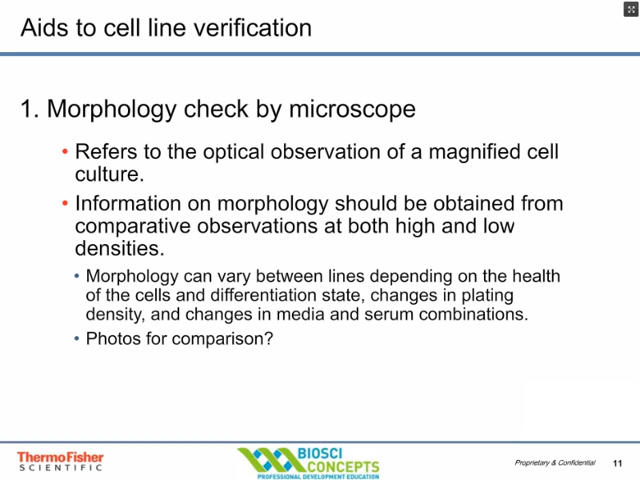 Aids to cell line verification
1. Morphology check by microscope
• Refers to the optical observation of a magnified cell
culture.
• Information on morphology should be obtained from
comparative observations at both high and low
densities.
• Morphology can vary between lines depending on the health
of the cells and differentiation state, changes in plating
density, and changes in media and serum combinations.
• Photos for comparison?
ThermoFisher
SCIENTIFIC
BIOSCI
CONCEPTS
PROFESSIONAL DEVELOPMENT EDUCATION
Proprietary & Confidential
11